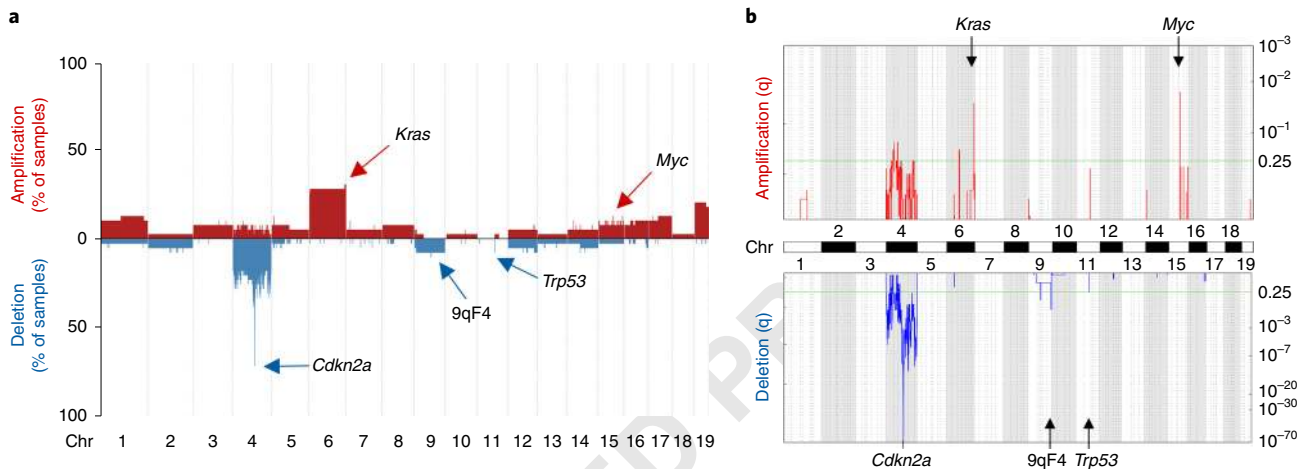 a
100
50
0
50
100
Amplification
(% of samples)
Deletion
(% of samples)
Kras
Myc
Trp53
9qF4
Cdkn2a
Chr 1 2 3 4 5 6 7 8 9 10 11 12 13 14 15 16 17 18 19
b
Kras
Myc
Amplification (q)
10⁻³
10⁻²
10⁻¹
0.25
2 4 6 8 10 12 14 16 18
Chr
1 3 5 7 9 11 13 15 17 19
Deletion (q)
0.25
10⁻³
10⁻⁷
10⁻²⁰
10⁻³⁰
10⁻⁷⁰
Cdkn2a
9qF4 Trp53